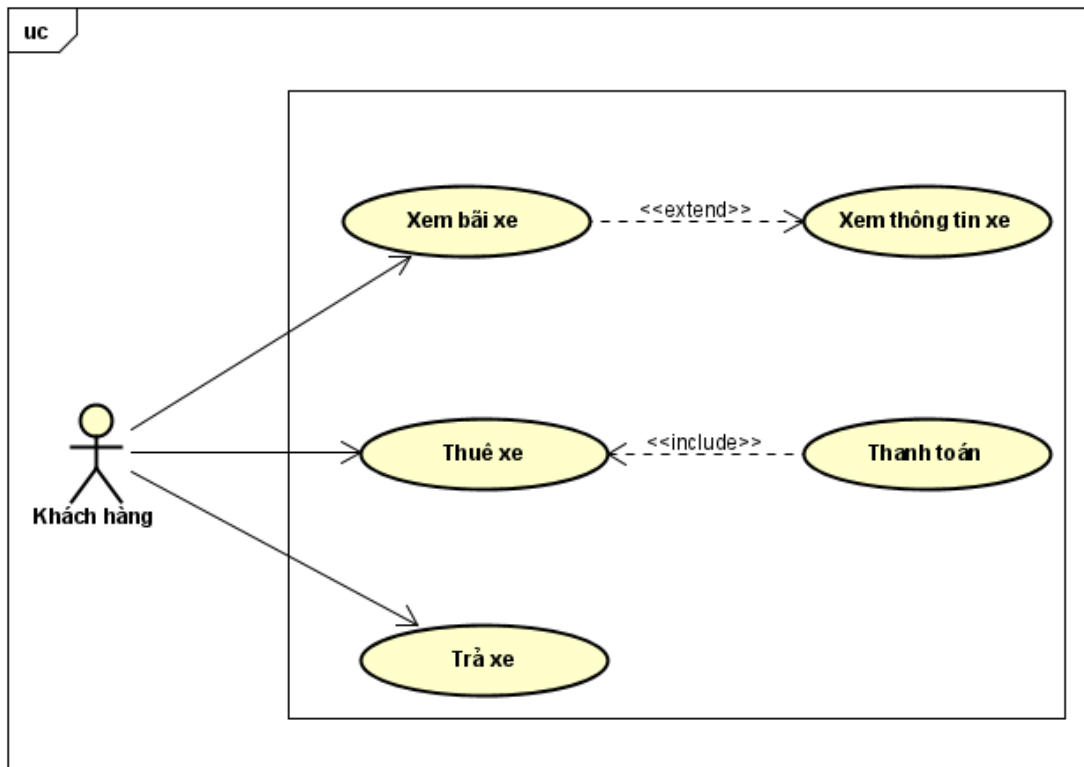 uc
Xem bãi xe
<<extend>>
Xem thông tin xe
Thuê xe
<<include>>
Thanh toán
Khách hàng
Trả xe